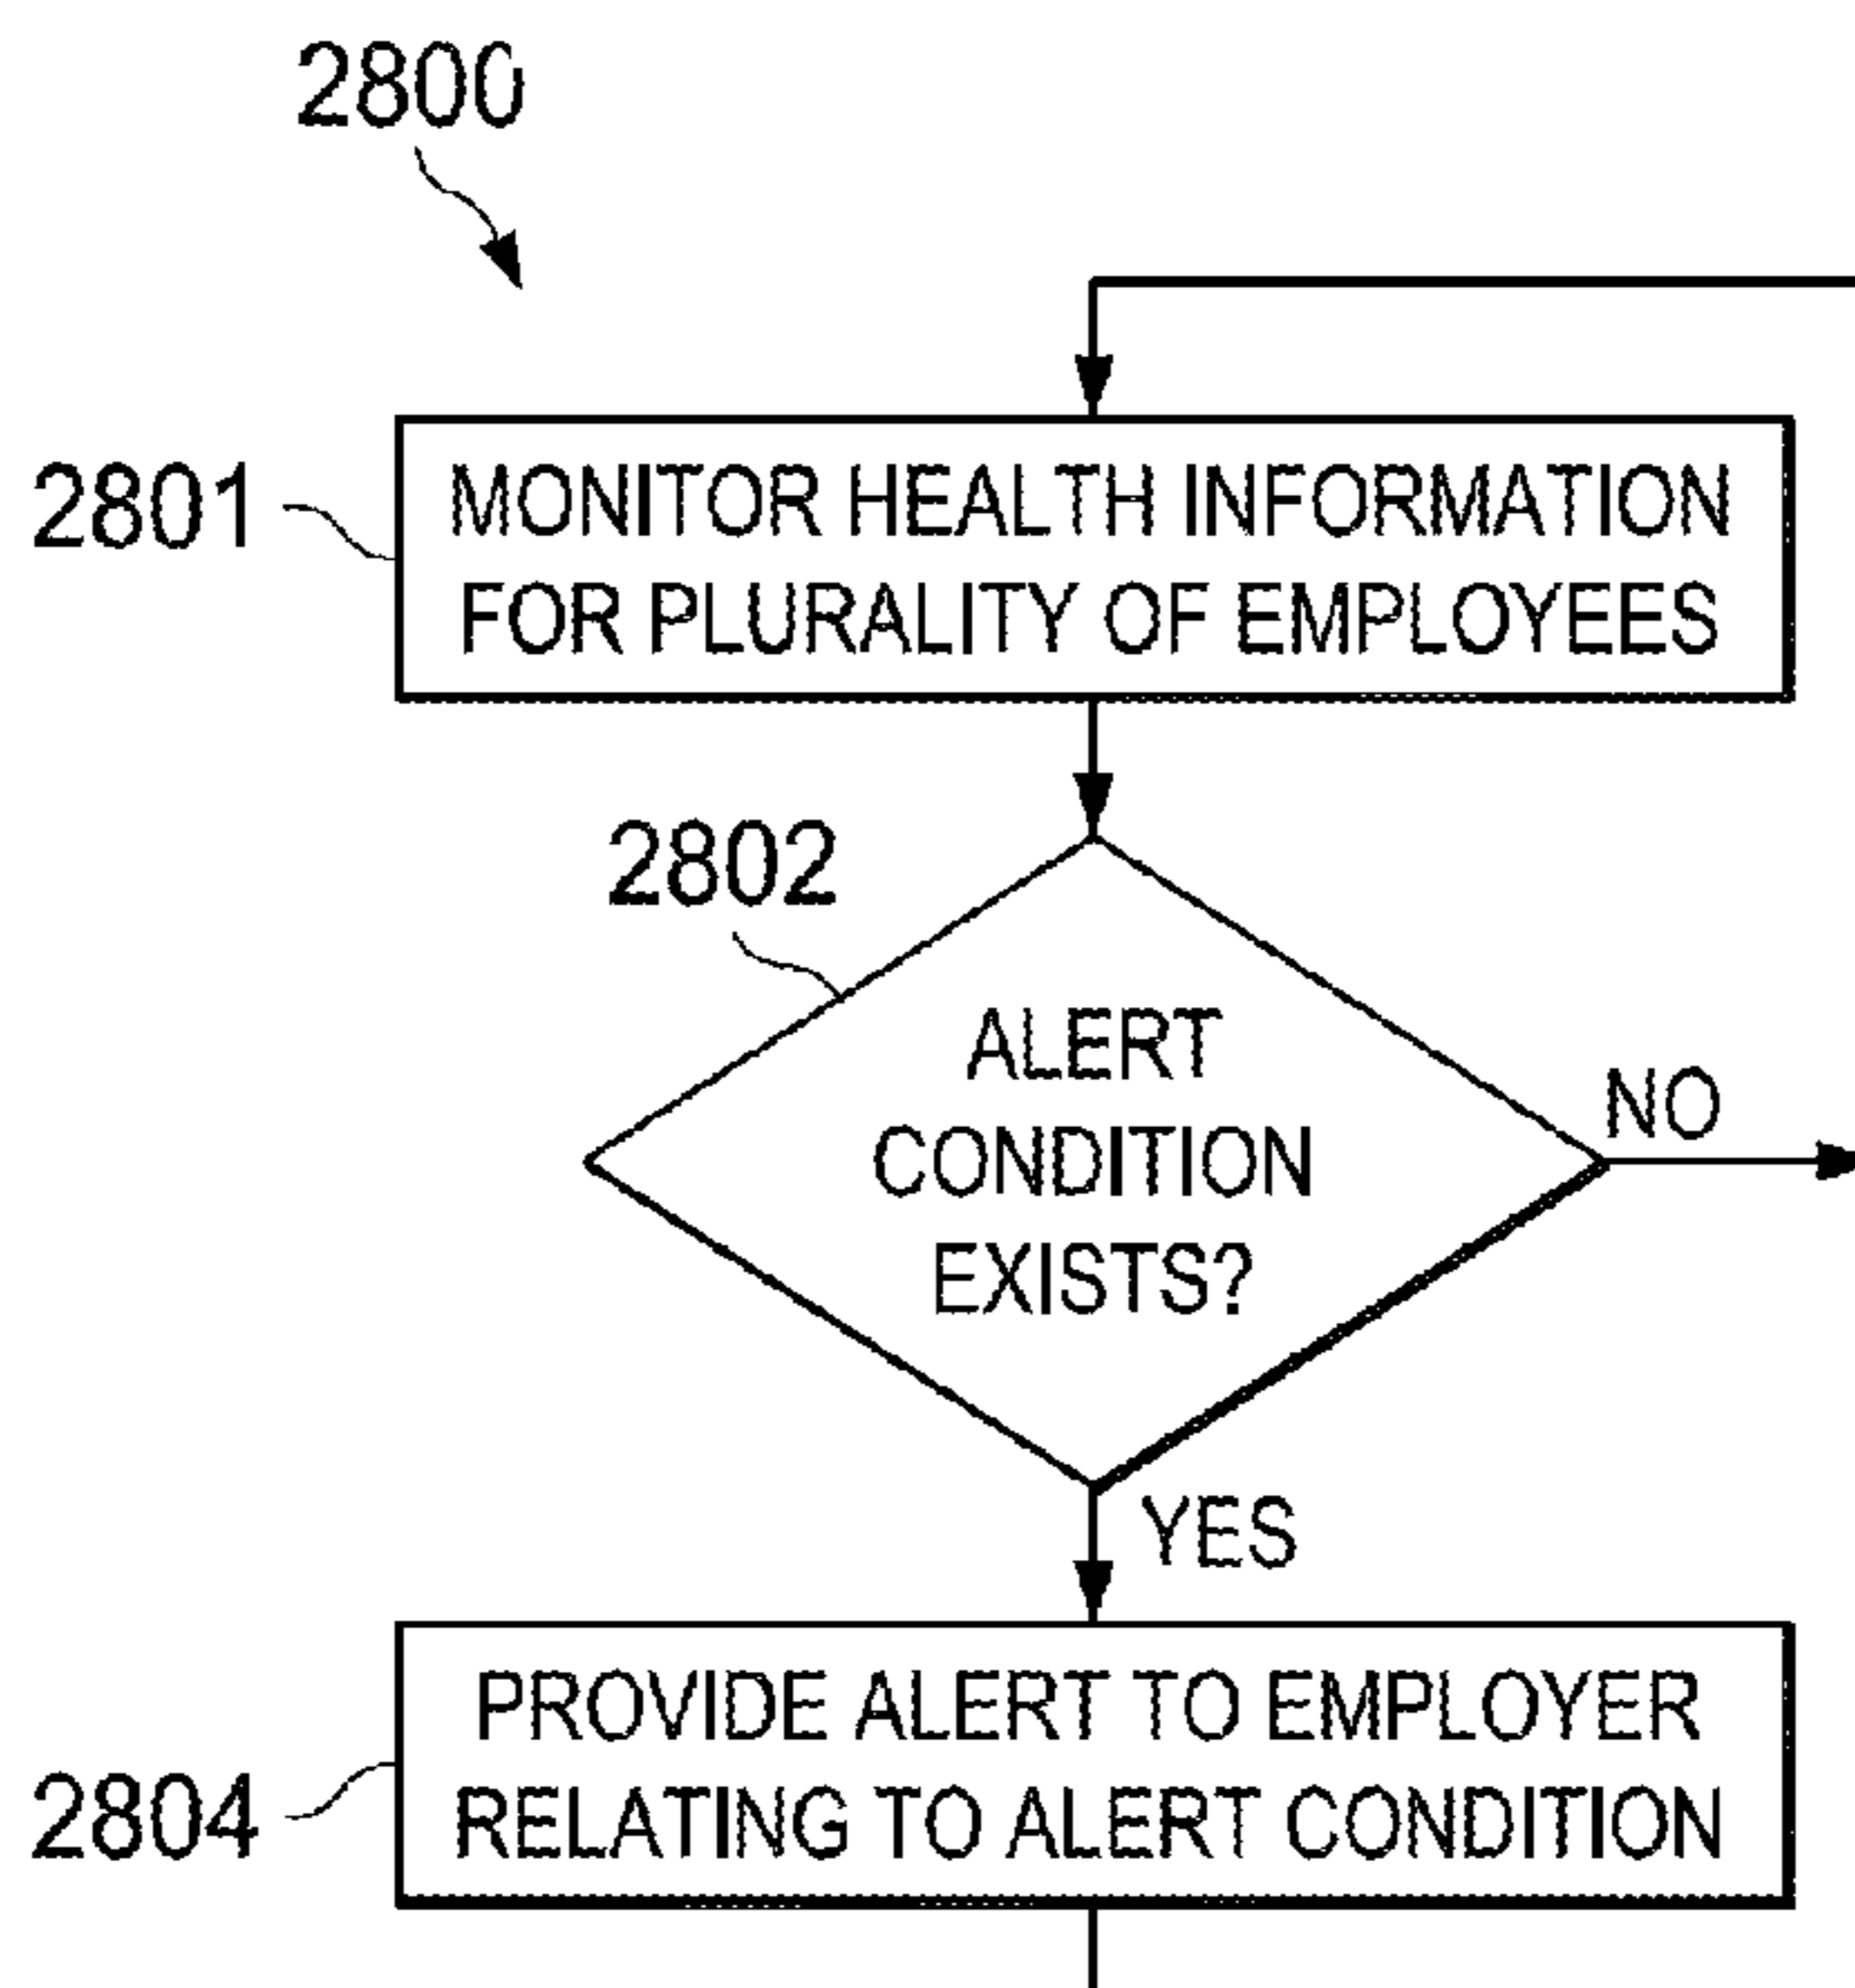 2800
2801
MONITOR HEALTH INFORMATION
FOR PLURALITY OF EMPLOYEES
2802
ALERT
CONDITION
EXISTS?
NO
YES
2804
PROVIDE ALERT TO EMPLOYER
RELATING TO ALERT CONDITION